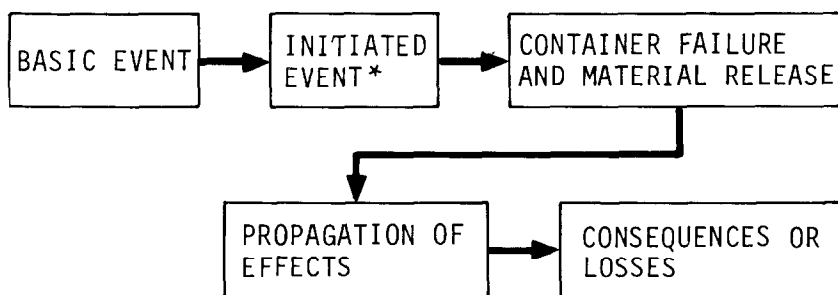 BASIC EVENT
INITIATED
EVENT*
CONTAINER FAILURE
AND MATERIAL RELEASE
PROPAGATION OF
EFFECTS
CONSEQUENCES OR
LOSSES